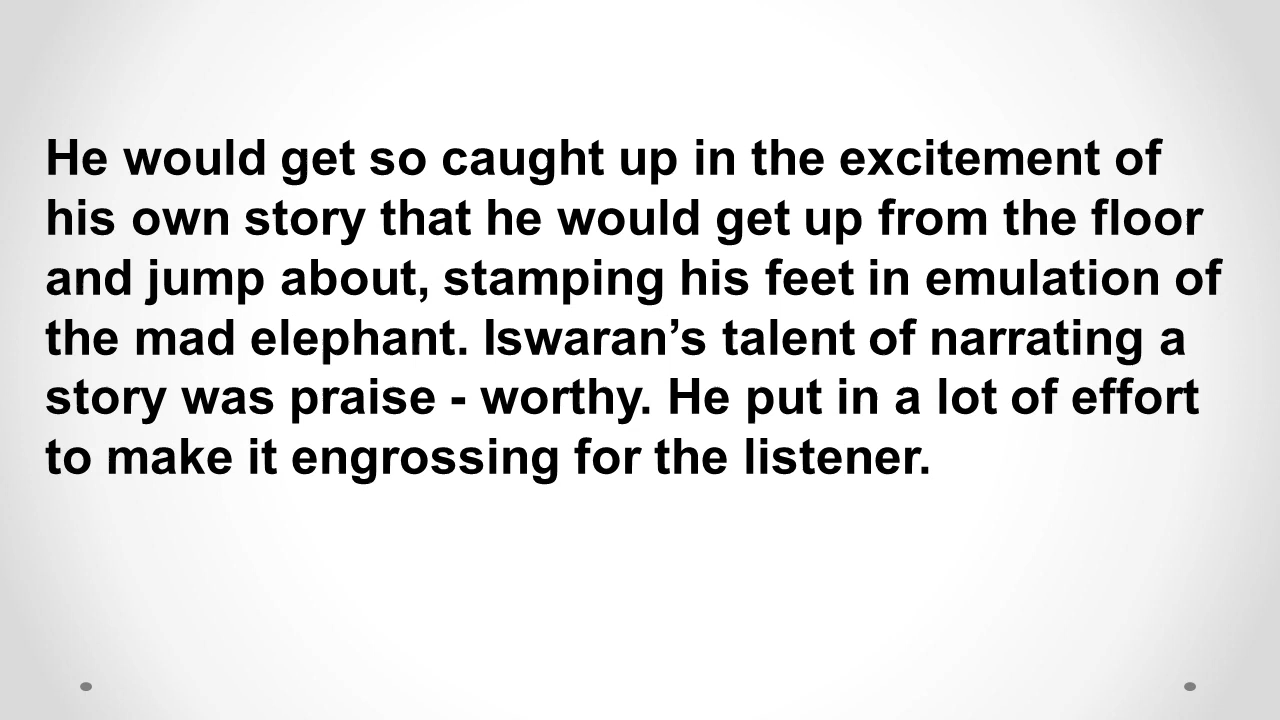 He would get so caught up in the excitement of
his own story that he would get up from the floor
and jump about, stamping his feet in emulation of
the mad elephant. Iswaran’s talent of narrating a
story was praise - worthy. He put in a lot of effort
to make it engrossing for the listener.